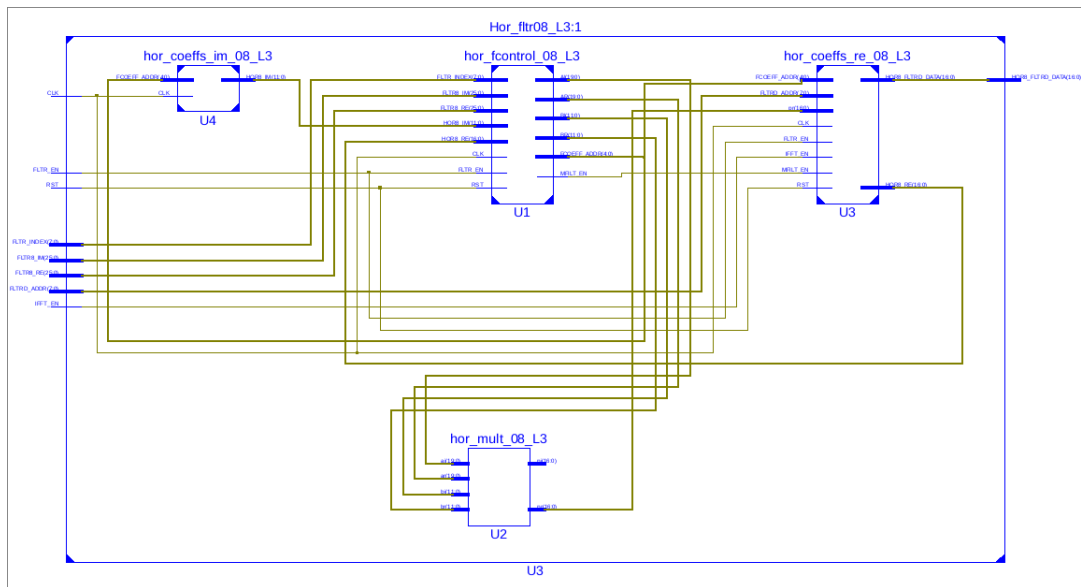 Hor_fltr08_L3:1
hor_coeffs_im_08_L3
hor_fcontrol_08_L3
hor_coeffs_re_08_L3
FCOEFF_ADDR(4:0)
HOR8_IM(11:0)
CLK
U4
FLTR_INDEX(7:0)
FLTR8_IM(25:0)
FLTR8_RE(25:0)
HOR8_IM(11:0)
CLK
FLTR_EN
RST
FCOEFF_ADDR(4:0)
MRLT_EN
U1
FCOEFF_ADDR(4:0)
FLTRD_ADDR(7:0)
CLK
FLTR_EN
IFFT_EN
MRLT_EN
RST
HOR8_FLTRD_DATA(16:0)
HOR8_RE(16:0)
U3
HOR8_FLTRD_DATA(16:0)
CLK
FLTR_EN
RST
FLTR_INDEX(7:0)
FLTR8_IM(25:0)
FLTR8_RE(25:0)
FLTRD_ADDR(7:0)
IFFT_EN
hor_mult_08_L3
U2
U3